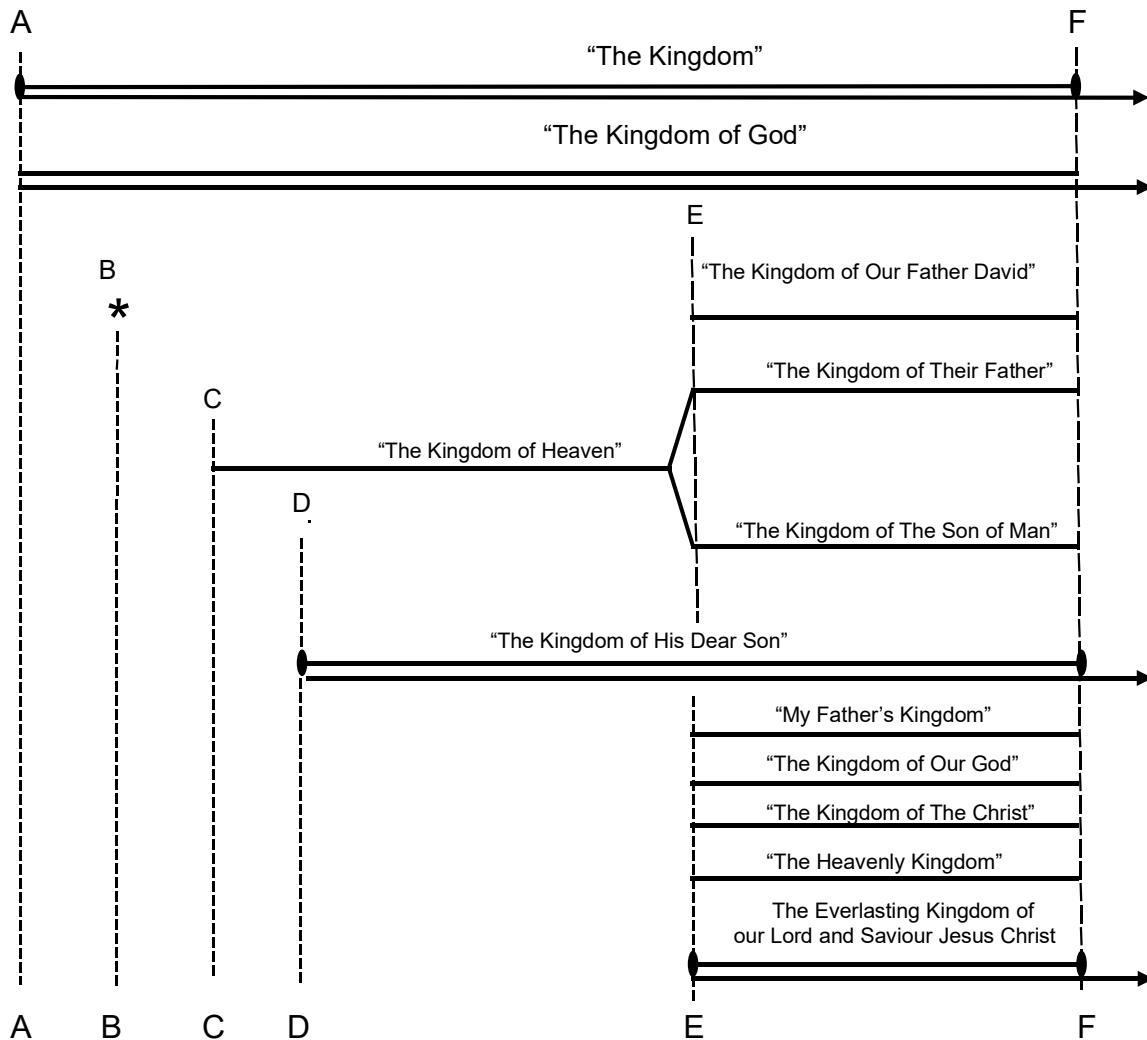 A
F
“The Kingdom”
“The Kingdom of God”
E
B
*
“The Kingdom of Our Father David”
“The Kingdom of Their Father”
C
“The Kingdom of Heaven”
D
“The Kingdom of The Son of Man”
“The Kingdom of His Dear Son”
“My Father’s Kingdom”
“The Kingdom of Our God”
“The Kingdom of The Christ”
“The Heavenly Kingdom”
The Everlasting Kingdom of
our Lord and Saviour Jesus Christ
A B C D E F